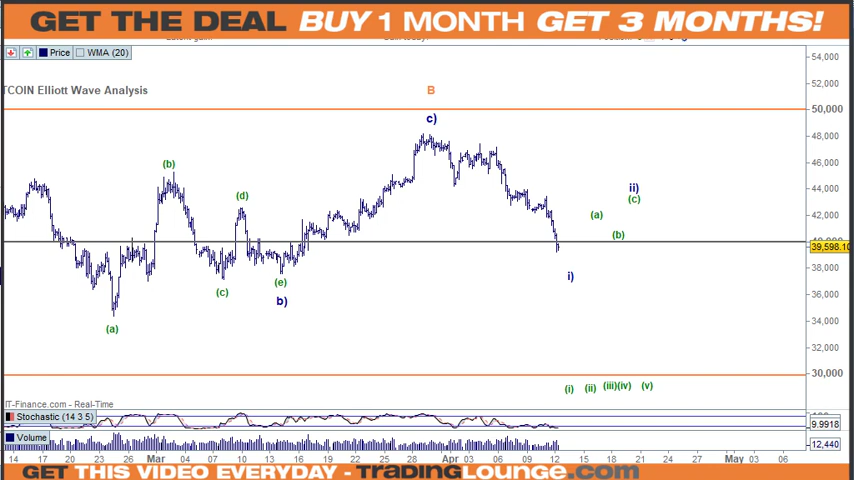 GET THE DEAL BUY 1 MONTH GET 3 MONTHS!
Price WMA (20)
54,000
52,000
TCOIN Elliott Wave Analysis
B
50,000
c)
48,000
(b)
46,000
ii)
44,000
(d)
(c)
(a)
42,000
(b)
39,598.10
(e)
i)
38,000
(c)
b)
36,000
(a)
34,000
32,000
30,000
(i) (ii) (iii)(iv) (v)
IT-Finance.com - Real-Time
Stochastic (14 3 5)
9.9918
Volume
12,440
14 17 20 23 26 Mar 04 07 10 13 16 19 22 25 28 Apr 03 06 09 12 15 18 21 24 27 May 03 06
GET THIS VIDEO EVERYDAY - TRADINGLOUNGE.COM